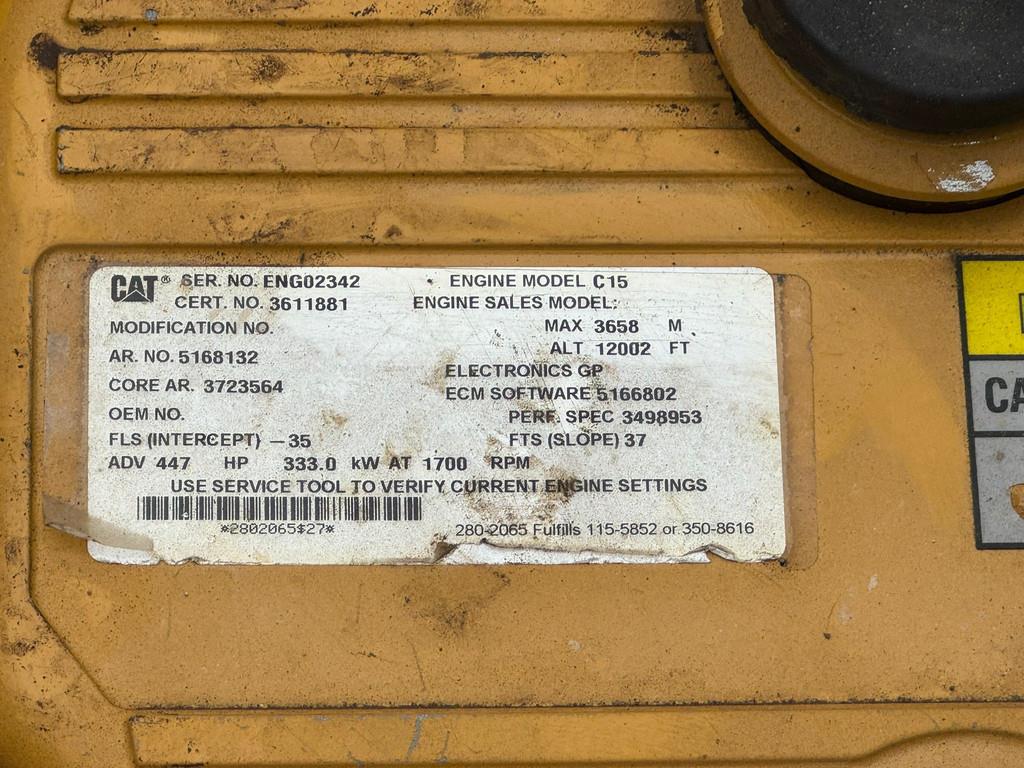 CAT® SER. NO. ENG02342 ENGINE MODEL C15
CERT. NO. 3611881 ENGINE SALES MODEL:
MODIFICATION NO. MAX 3658 M
ALT 12002 FT
AR. NO. 5168132
ELECTRONICS GP
CORE AR. 3723564
ECM SOFTWARE 5166802
OEM NO. PERF. SPEC 3498953
FLS (INTERCEPT) –35 FTS (SLOPE) 37
ADV 447 HP 333.0 kW AT 1700 RPM
USE SERVICE TOOL TO VERIFY CURRENT ENGINE SETTINGS
*2802065$27* 280-2065 Fulfills 115-5852 or 350-8616
CA